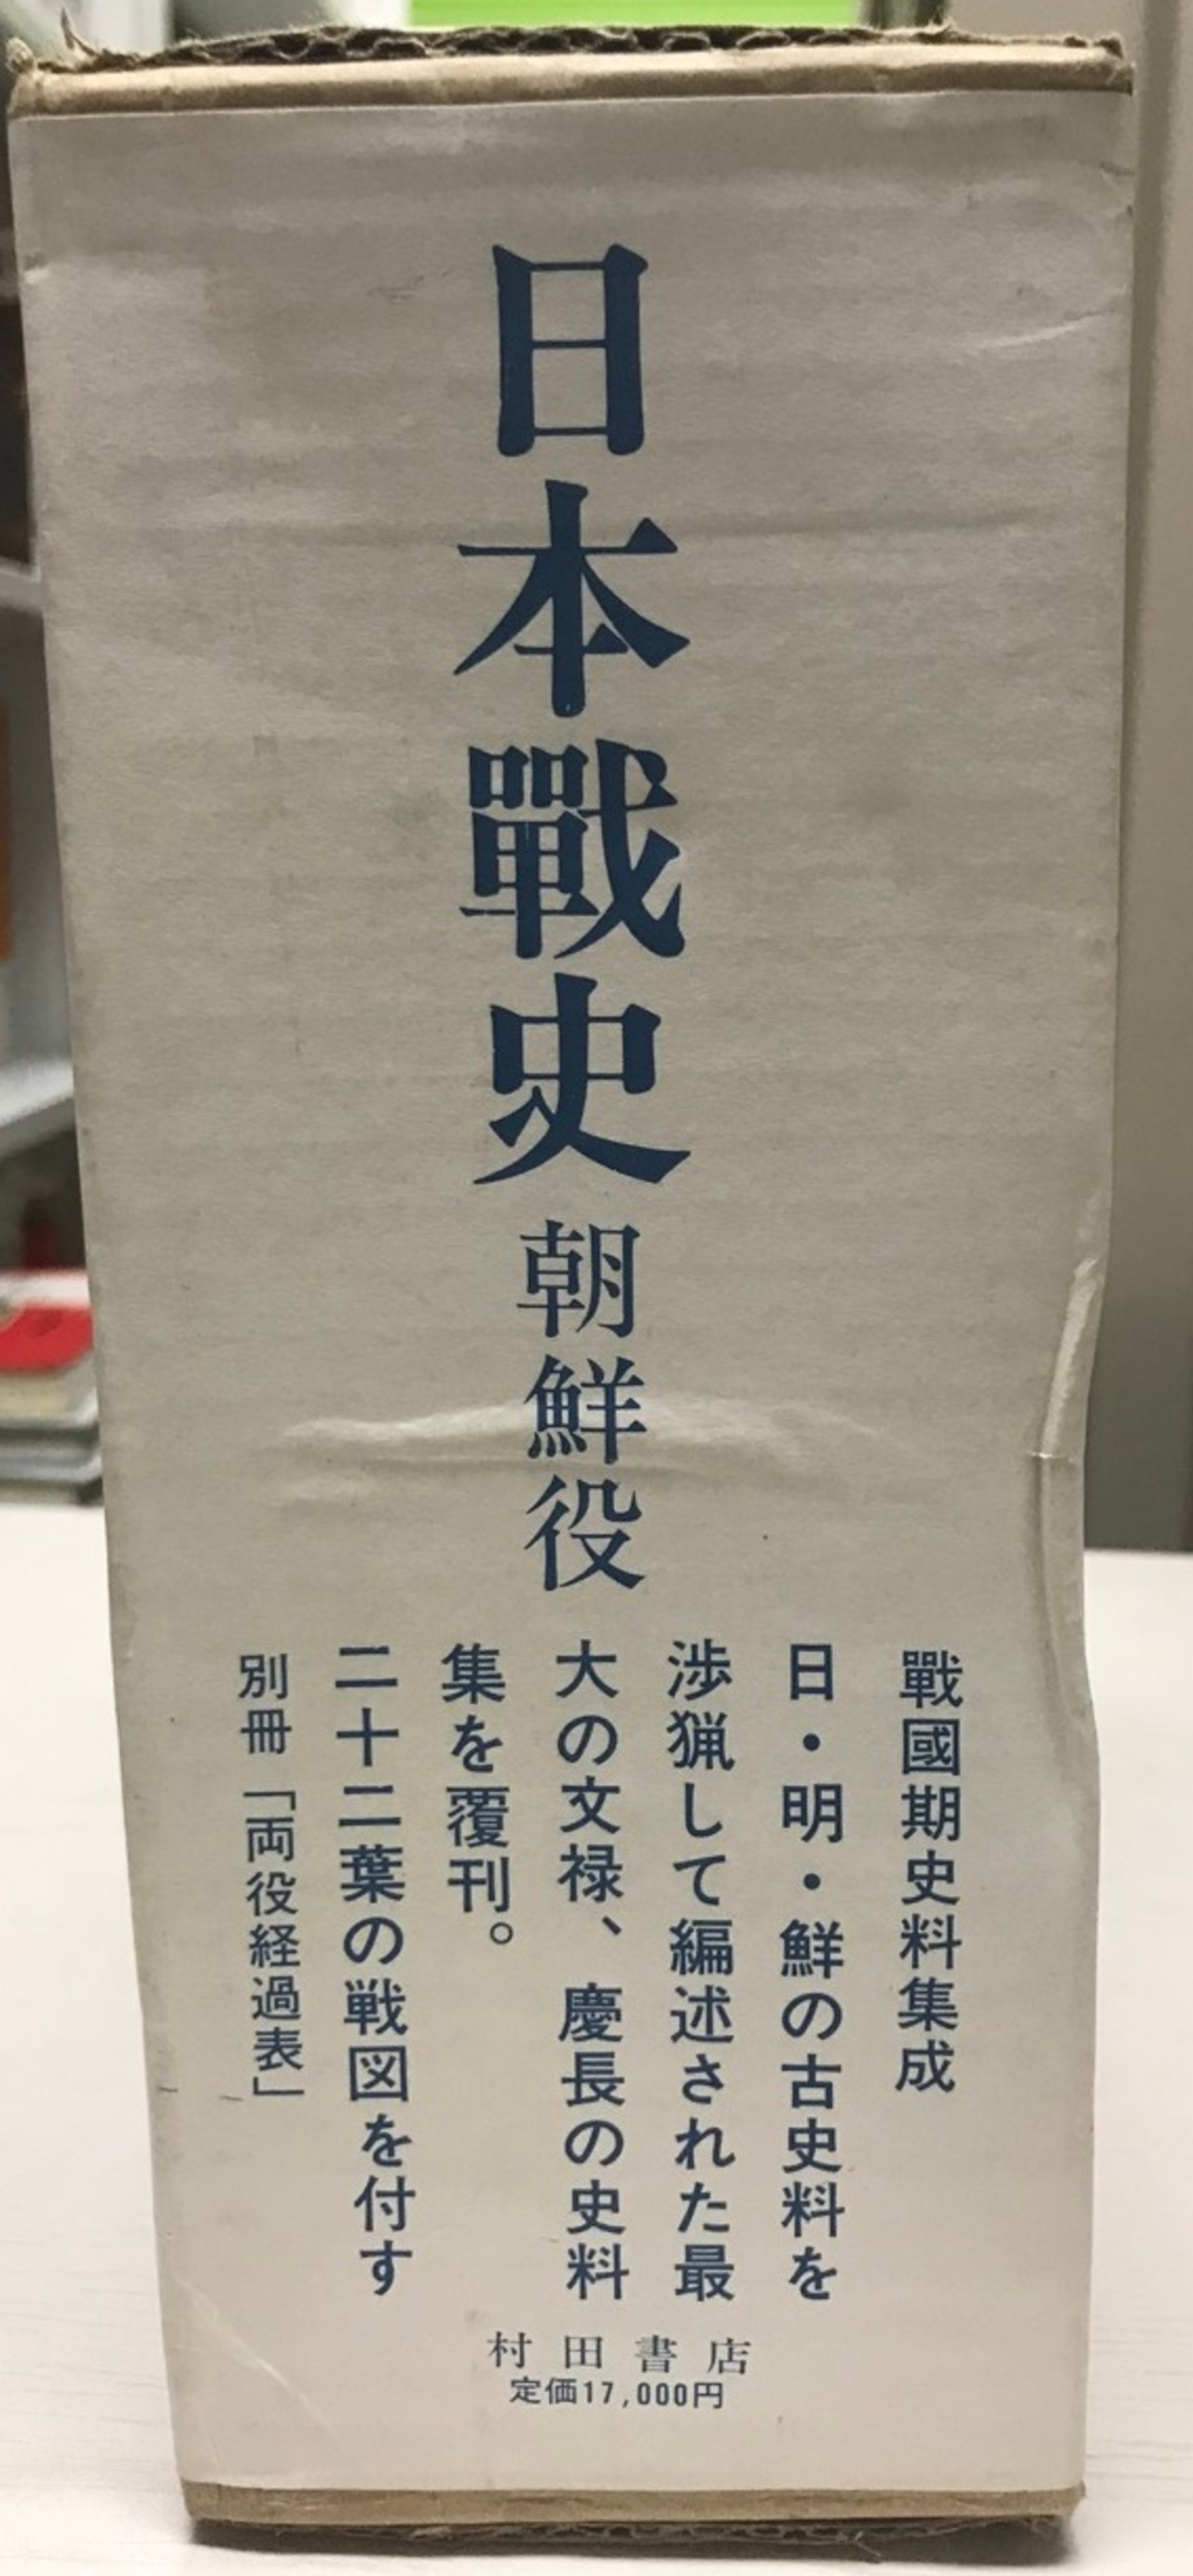 日本戰史 朝鮮役
戰國期史料集成
日・明・鮮の古史料を
渉猟して編述された最
大の文禄、慶長の史料
集を覆刊。
二十二葉の戦図を付す
別冊「両役経過表」
村田書店
定価17,000円